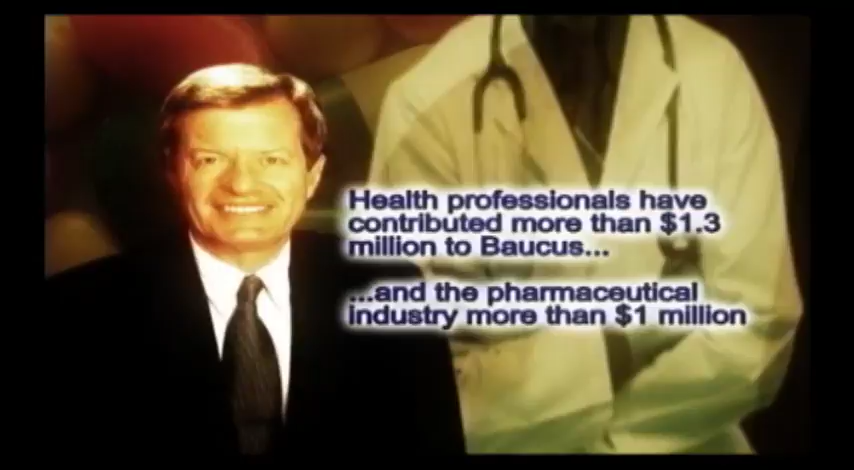 Health professionals have
contributed more than $1.3
million to Baucus...
...and the pharmaceutical
industry more than $1 million